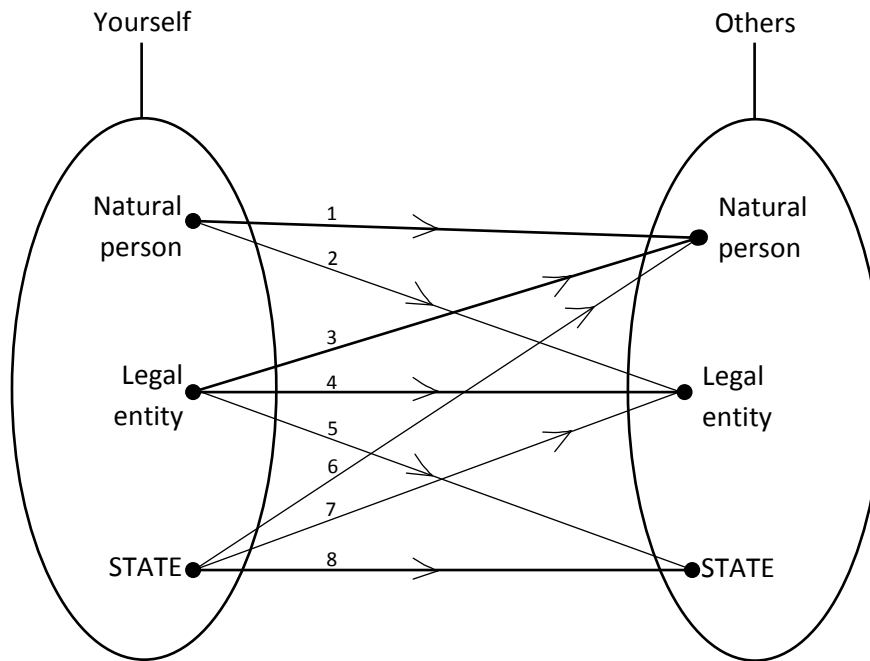 Yourself
Others
Natural
person
1
2
3
4
5
6
7
8
Natural
person
Legal
entity
Legal
entity
STATE
STATE